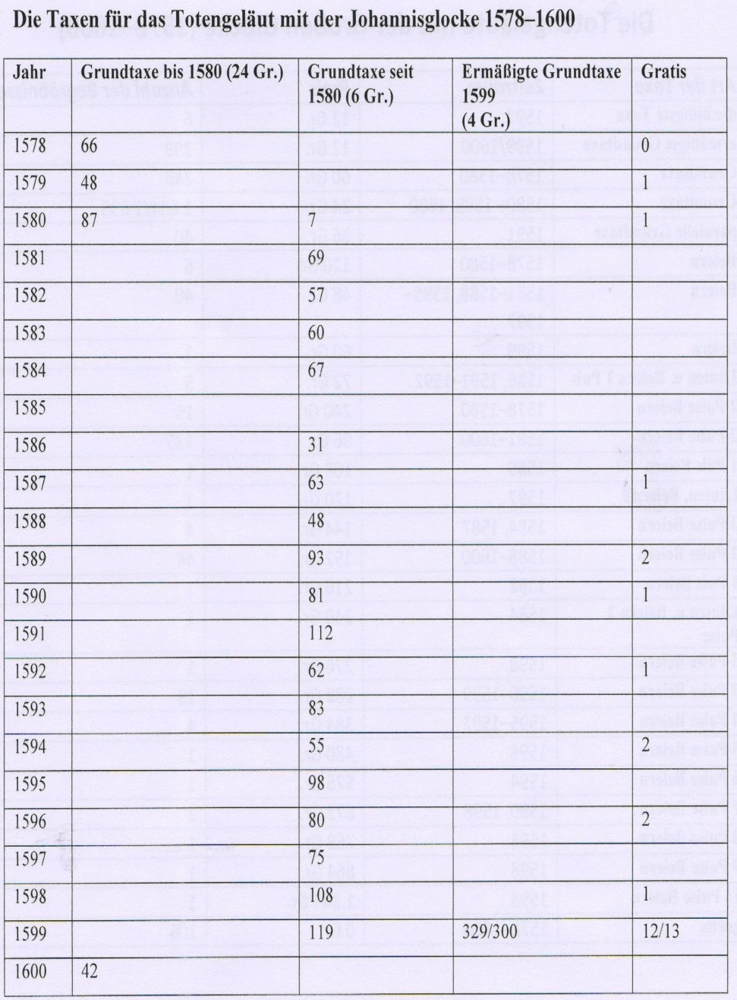 Die Taxen für das Totengeläut mit der Johannisglocke 1578–1600
Jahr Grundtaxe bis 1580 (24 Gr.) Grundtaxe seit 1580 (6 Gr.) Ermäßigte Grundtaxe 1599 (4 Gr.) Gratis
1578 66 0
1579 48 1
1580 87 7 1
1581 69
1582 57
1583 60
1584 67
1585
1586 31
1587 63 1
1588 48
1589 93 2
1590 81 1
1591 112
1592 62 1
1593 83
1594 55 2
1595 98
1596 80 2
1597 75
1598 108 1
1599 119 329/300 12/13
1600 42